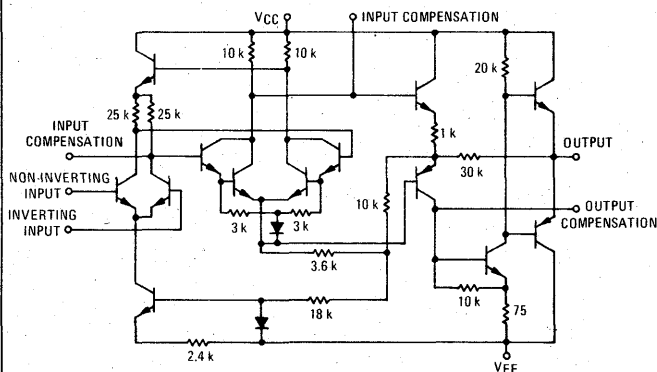 VCC
INPUT COMPENSATION
10 k
10 k
20 k
25 k
25 k
INPUT
COMPENSATION
1 k
OUTPUT
30 k
NON-INVERTING
INPUT
INVERTING
INPUT
10 k
OUTPUT
COMPENSATION
3 k
3 k
3.6 k
10 k
75
18 k
2.4 k
VEE